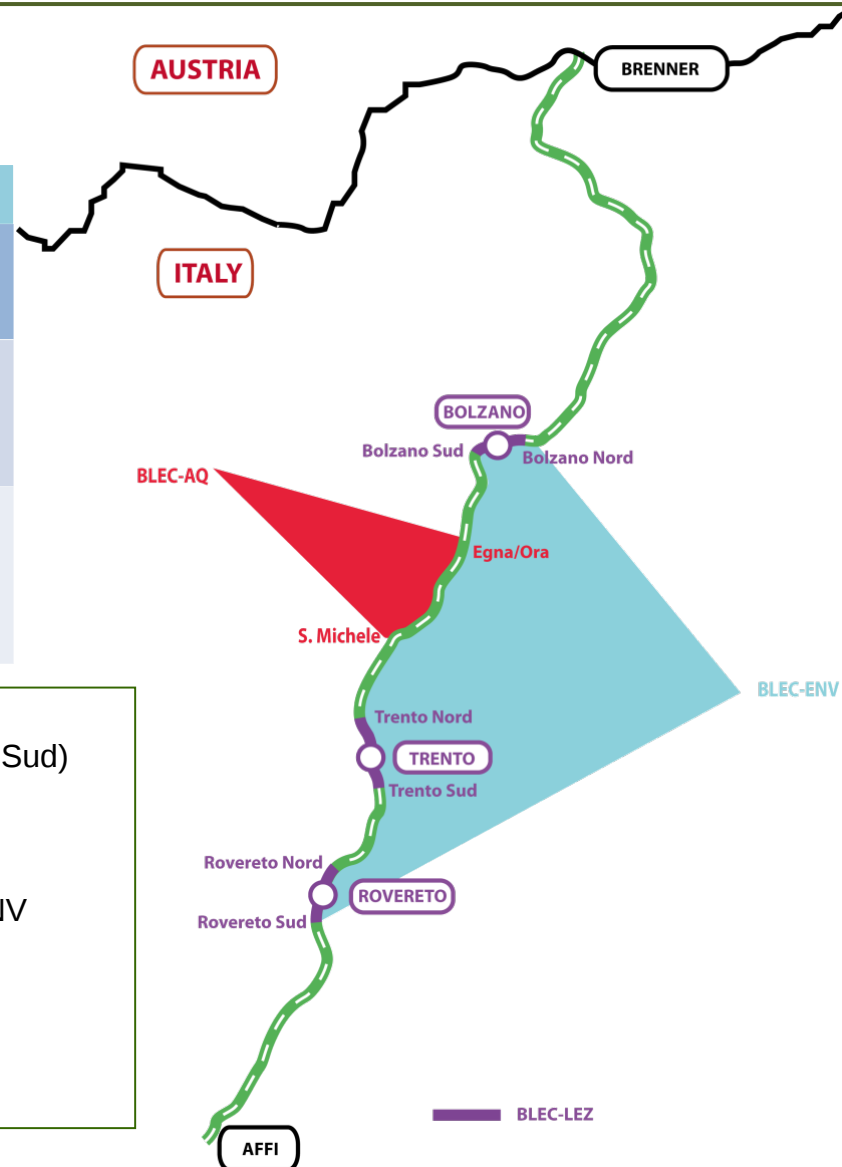 AUSTRIA
BRENNER
ITALY
BOLZANO
Bolzano Sud
Bolzano Nord
BLEC-AQ
Egna/Ora
S. Michele
BLEC-ENV
Trento Nord
Sud)
TRENTO
Trento Sud
Rovereto Nord
ROVERETO
NV
Rovereto Sud
BLEC-LEZ
AFFI